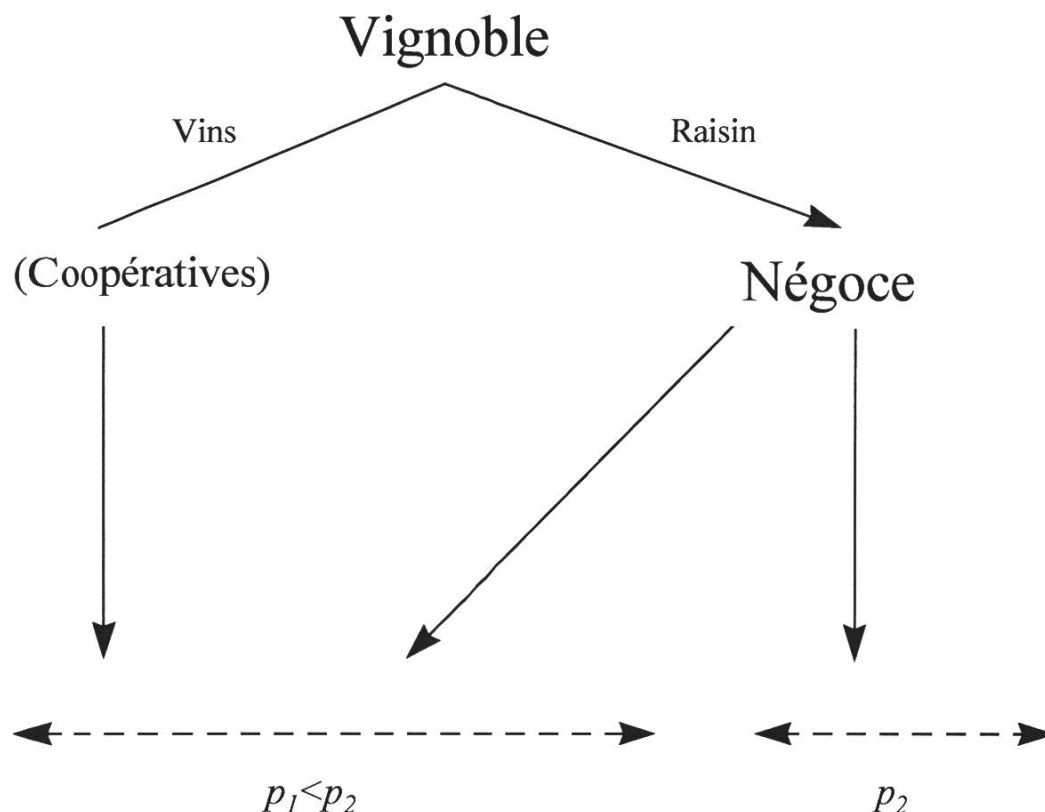 Vignoble
Vins
Raisin
(Coopératives)
Négoce
p₁<p₂
p₂